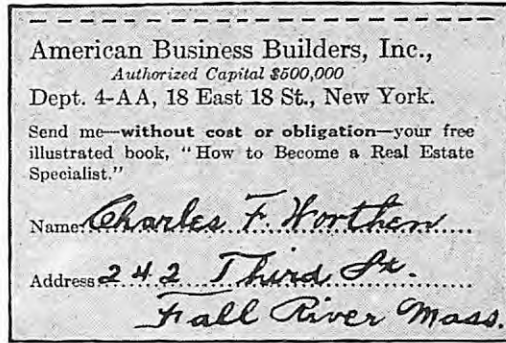 American Business Builders, Inc.,
Authorized Capital $500,000
Dept. 4-AA, 18 East 18 St., New York.
Send me—without cost or obligation—your free
illustrated book, "How to Become a Real Estate
Specialist."
Name Charles F. Worthen
Address 242 Third St.
Fall River Mass.